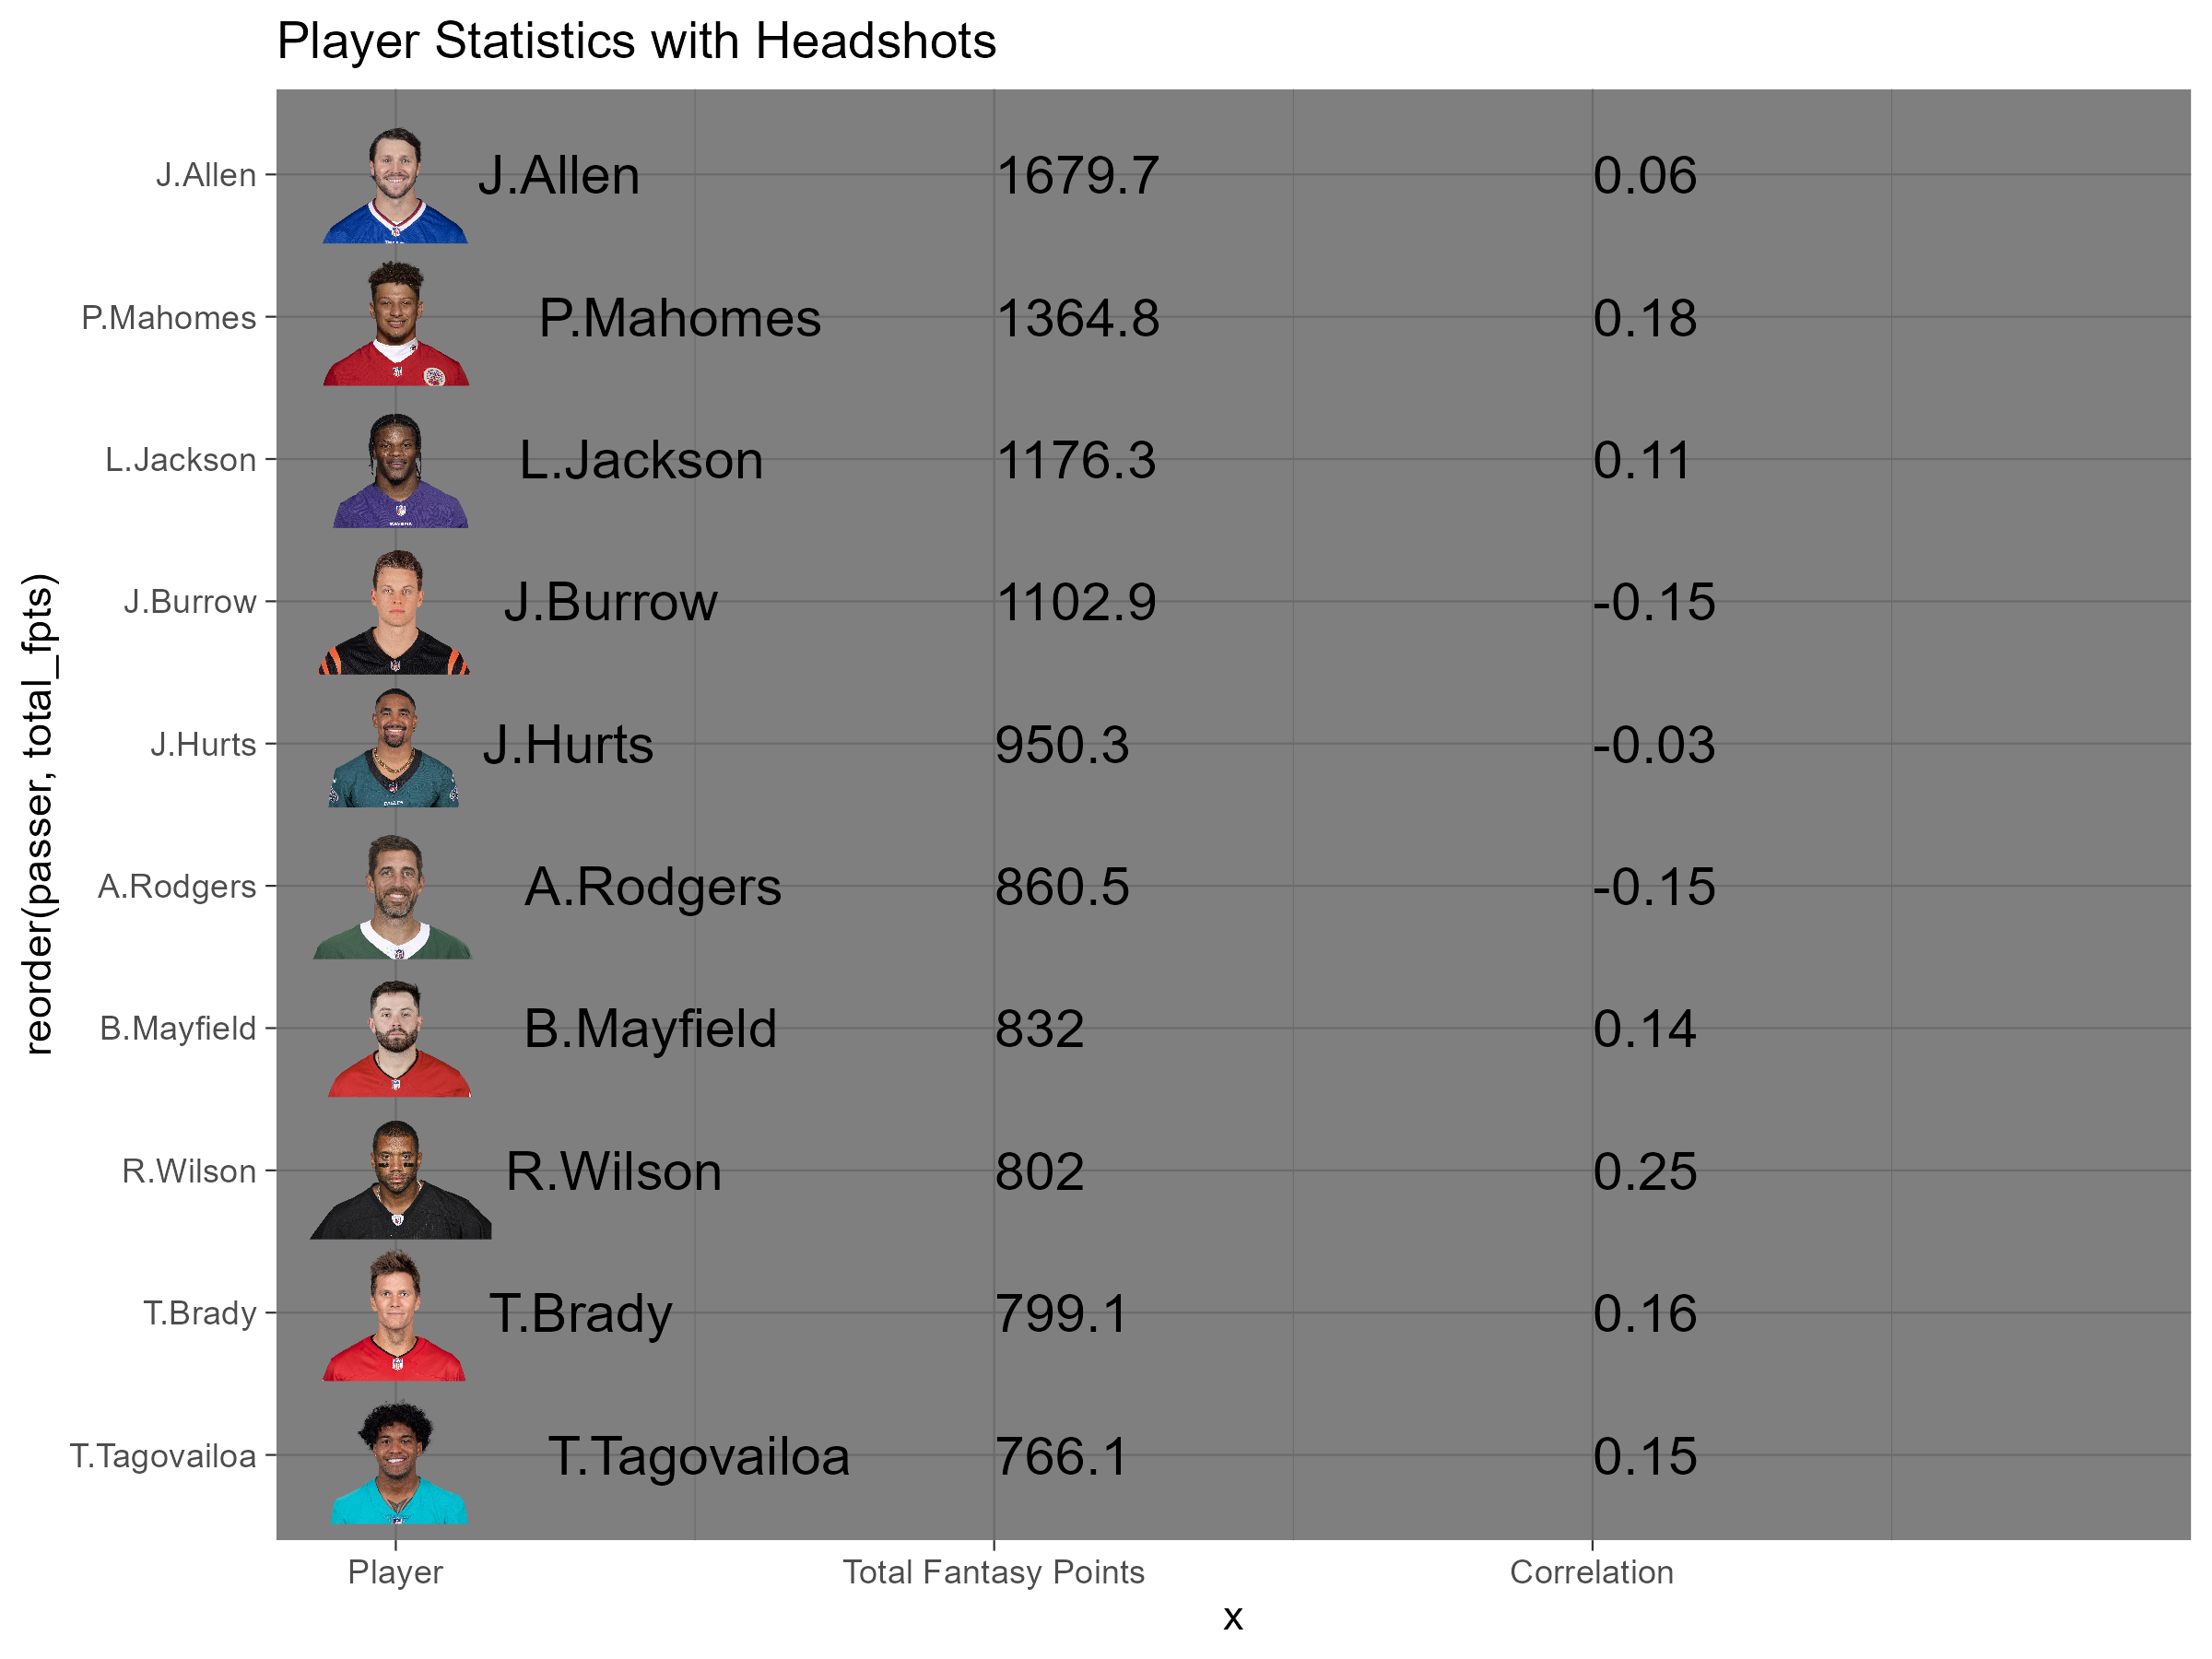 Player Statistics with Headshots
reorder(passer, total_fpts)
J.Allen J.Allen 1679.7 0.06
P.Mahomes P.Mahomes 1364.8 0.18
L.Jackson L.Jackson 1176.3 0.11
J.Burrow J.Burrow 1102.9 -0.15
J.Hurts J.Hurts 950.3 -0.03
A.Rodgers A.Rodgers 860.5 -0.15
B.Mayfield B.Mayfield 832 0.14
R.Wilson R.Wilson 802 0.25
T.Brady T.Brady 799.1 0.16
T.Tagovailoa T.Tagovailoa 766.1 0.15
Player Total Fantasy Points Correlation
x